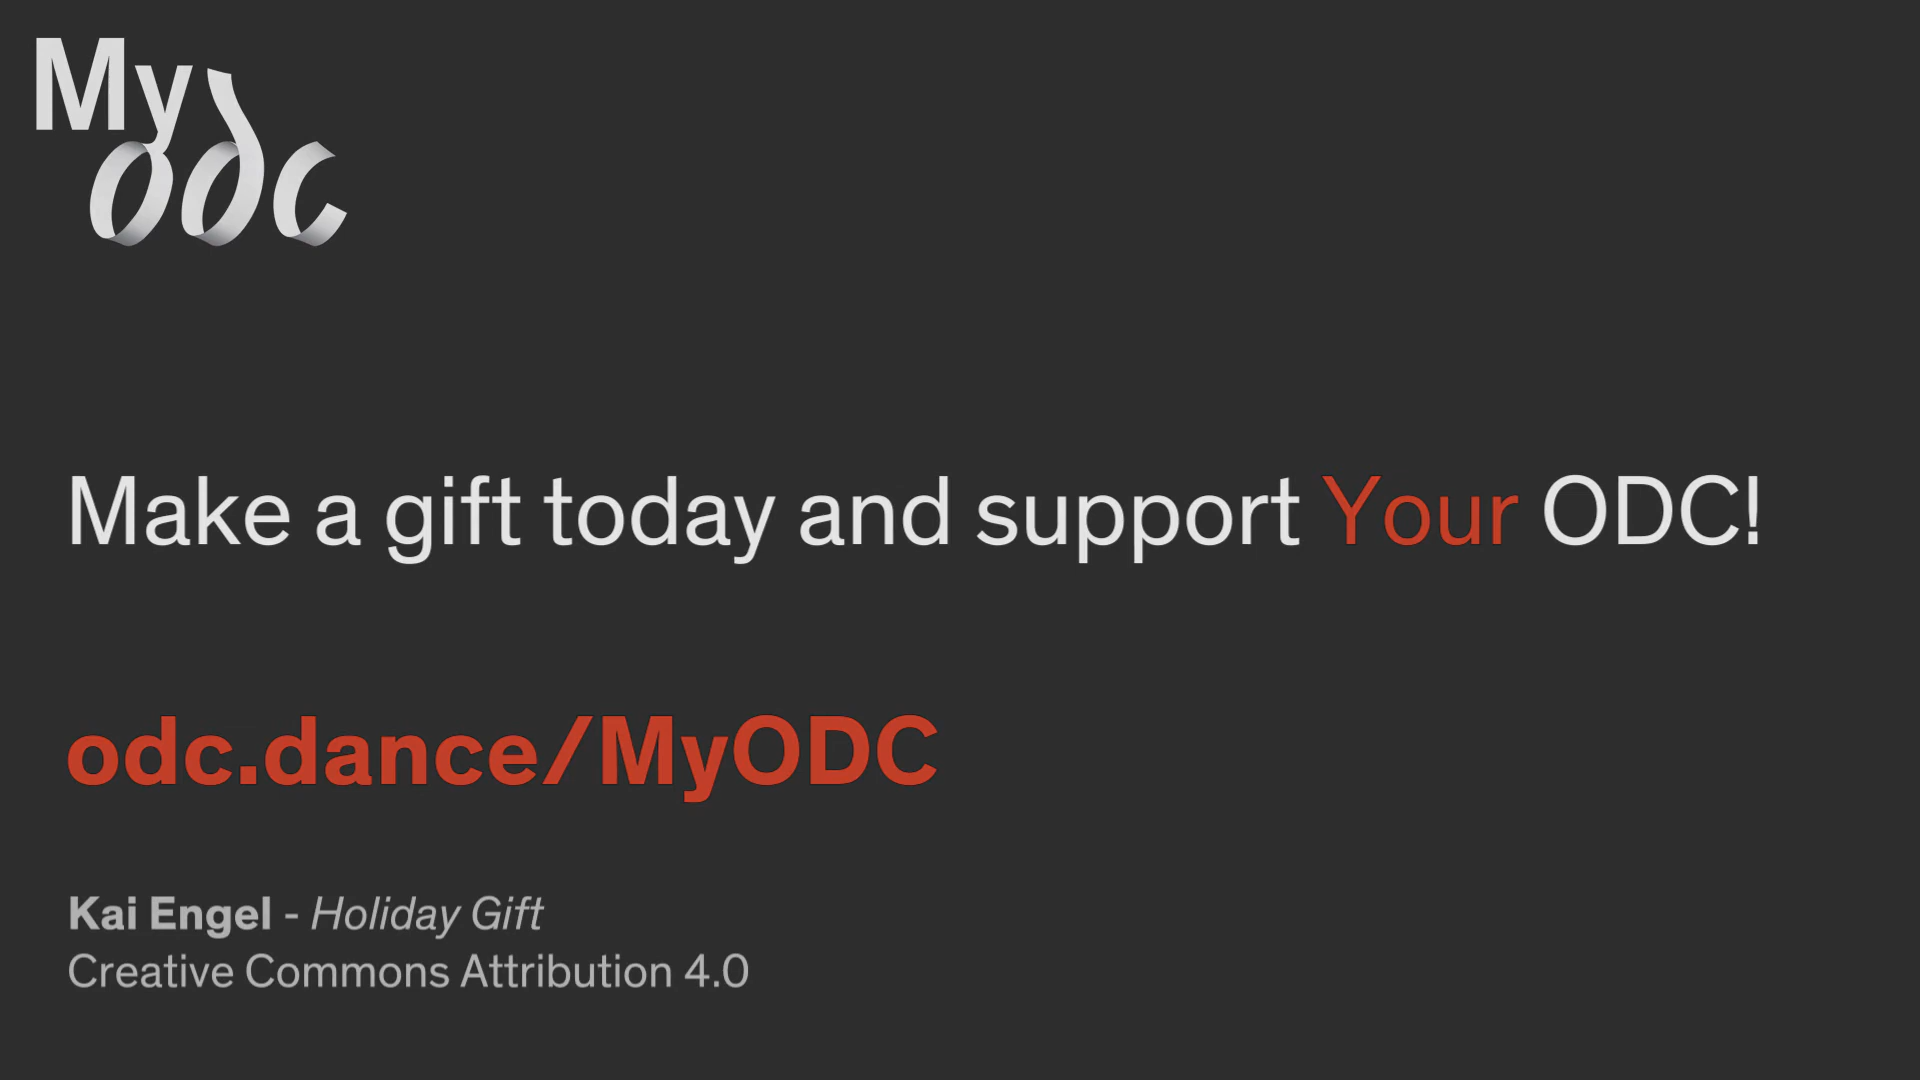 My
odc
Make a gift today and support Your ODC!
odc.dance/MyODC
Kai Engel - Holiday Gift
Creative Commons Attribution 4.0